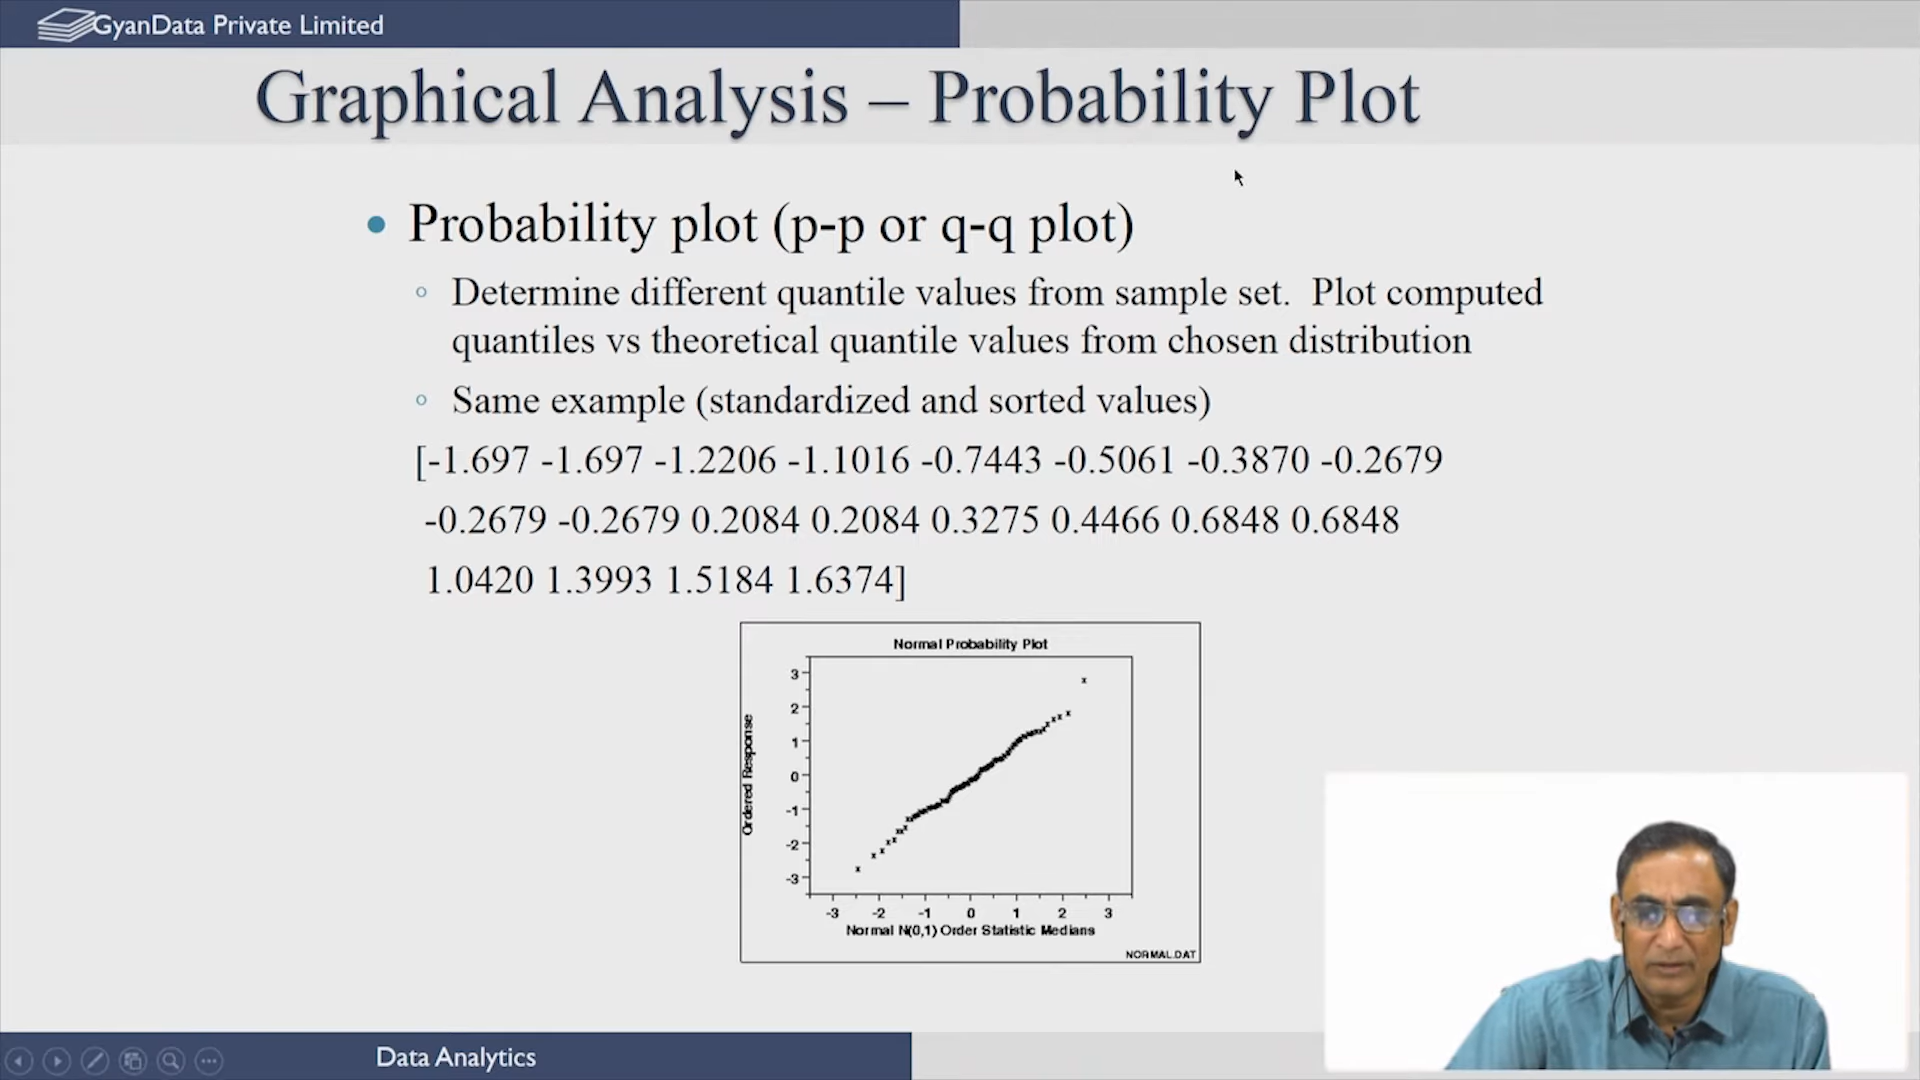 GyanData Private Limited
Graphical Analysis – Probability Plot
Probability plot (p-p or q-q plot)
Determine different quantile values from sample set. Plot computed
quantiles vs theoretical quantile values from chosen distribution
Same example (standardized and sorted values)
[-1.697 -1.697 -1.2206 -1.1016 -0.7443 -0.5061 -0.3870 -0.2679
-0.2679 -0.2679 0.2084 0.2084 0.3275 0.4466 0.6848 0.6848
1.0420 1.3993 1.5184 1.6374]
Normal Probability Plot
Ordered Response
3
2
1
0
-1
-2
-3
-3 -2 -1 0 1 2 3
Normal N(0,1) Order Statistic Medians
NORMAL.DAT
Data Analytics